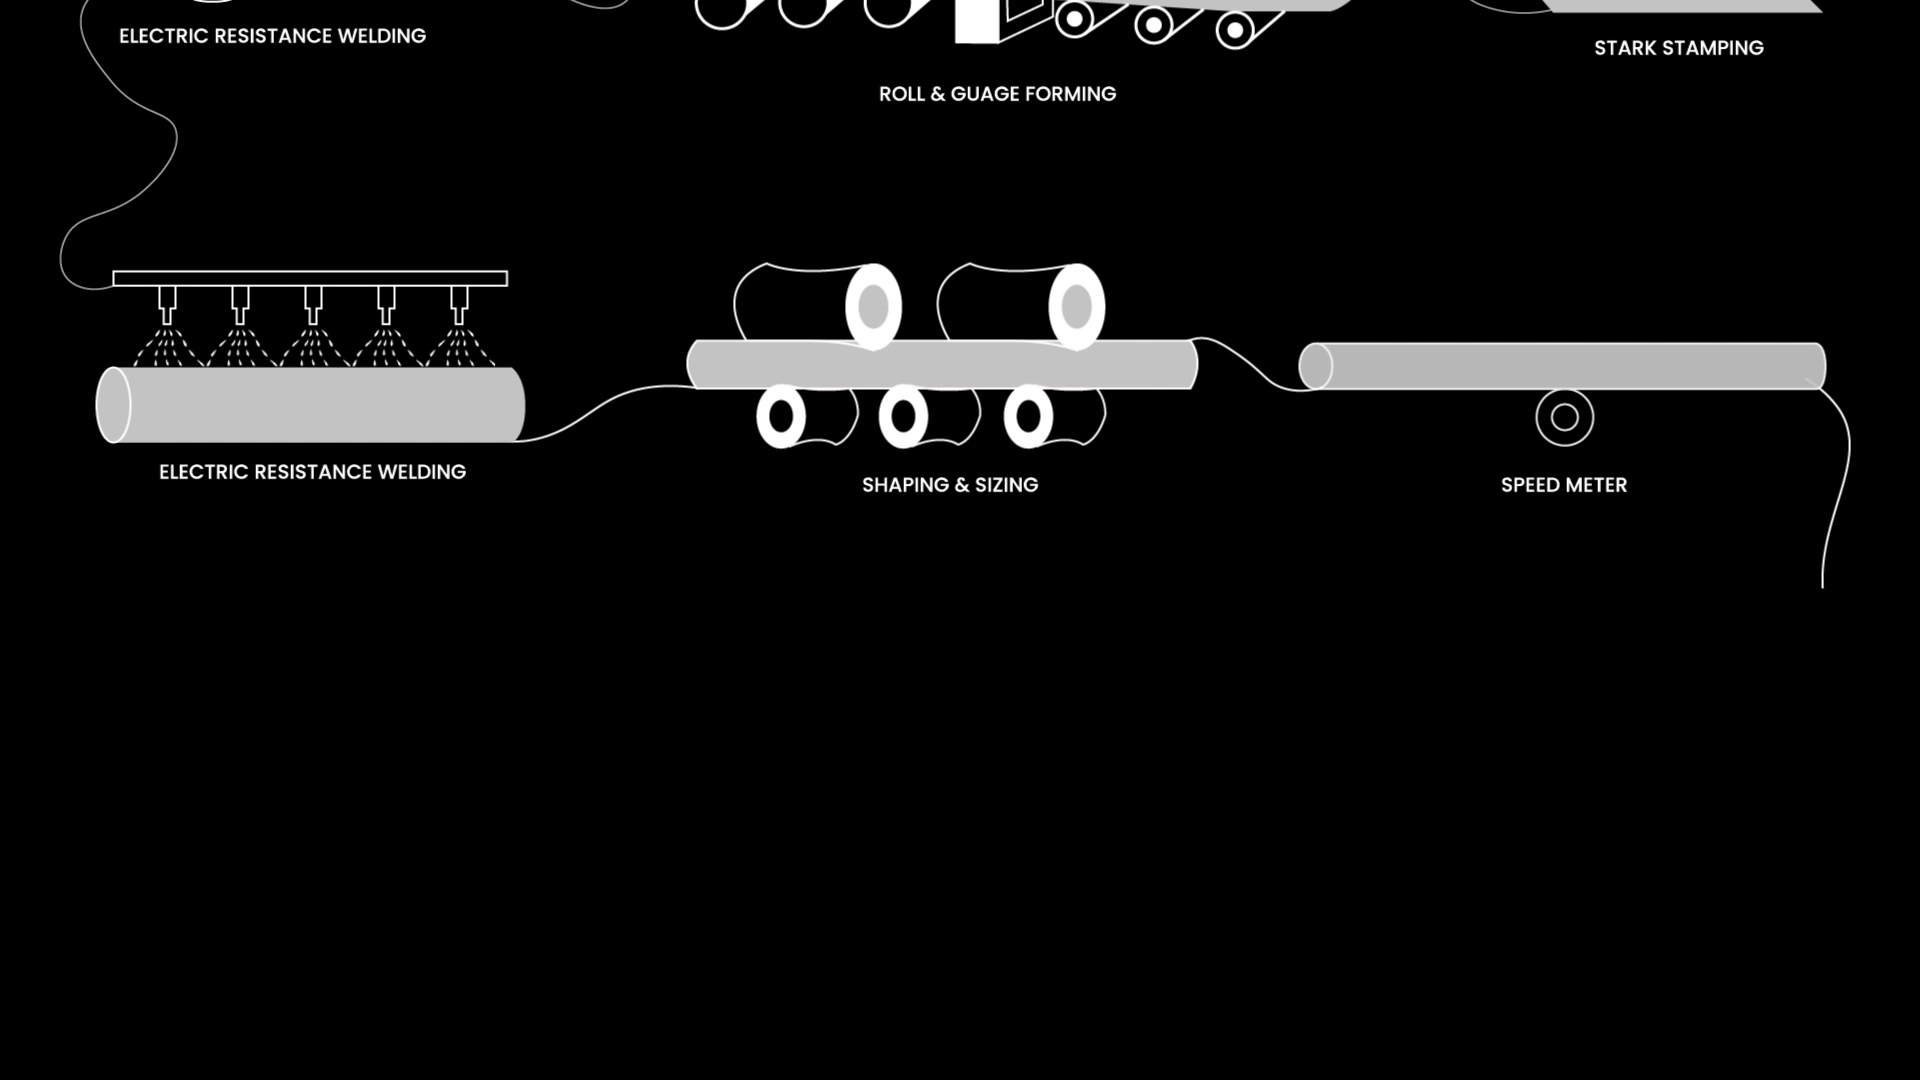 ELECTRIC RESISTANCE WELDING
STARK STAMPING
ROLL & GUAGE FORMING
ELECTRIC RESISTANCE WELDING
SHAPING & SIZING
SPEED METER